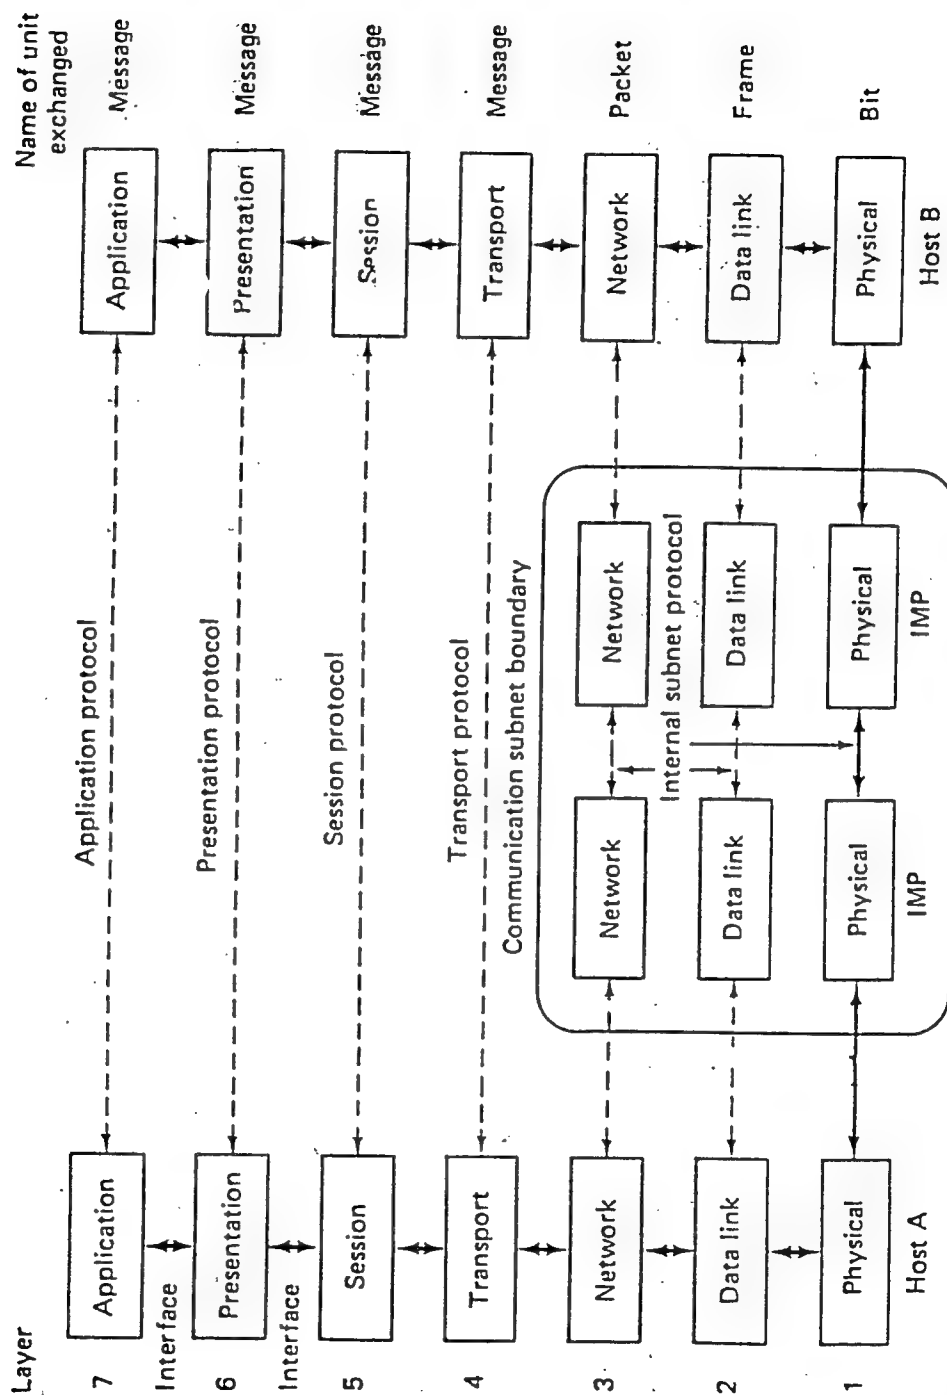 Layer
Name of unit
exchanged
7
Application
Application protocol
Application
Message
Interface
6
Presentation
Presentation protocol
Presentation
Message
Interface
5
Session
Session protocol
Session
Message
4
Transport
Transport protocol
Transport
Message
Communication subnet boundary
3
Network
Network
Network
Network
Packet
Internal subnet protocol
2
Data link
Data link
Data link
Data link
Frame
1
Physical
Physical
Physical
Physical
Bit
Host A
IMP
IMP
Host B